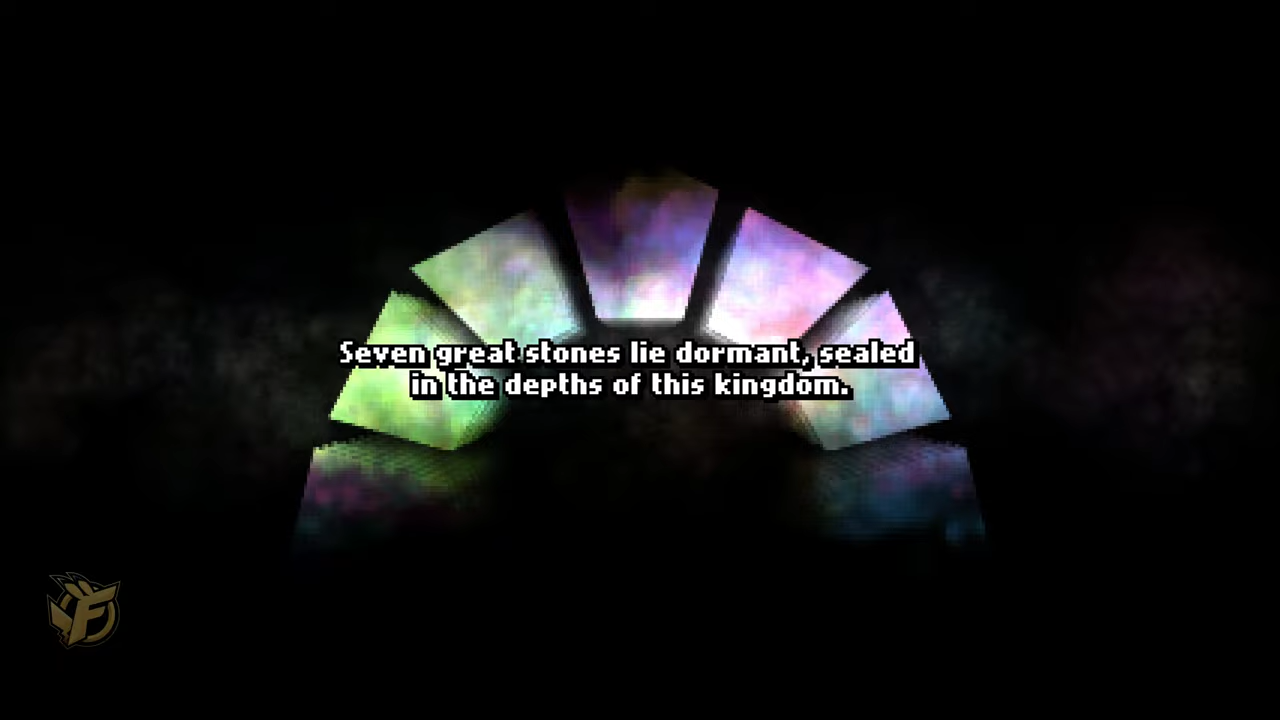 Seven great stones lie dormant, sealed
in the depths of this kingdom.